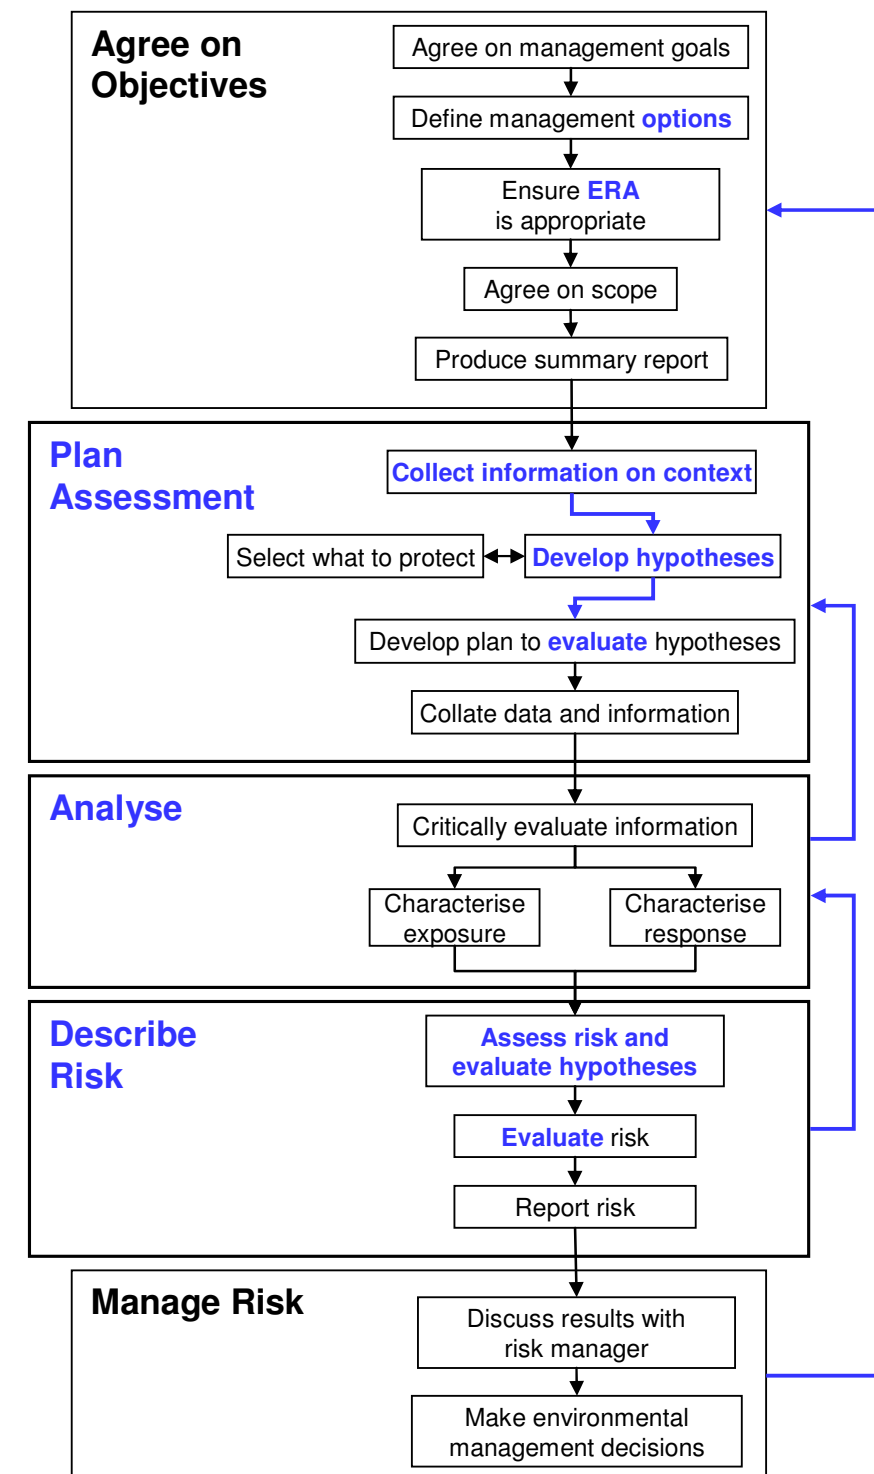 Agree on
Objectives
Agree on management goals
Define management options
Ensure ERA
is appropriate
Agree on scope
Produce summary report
Plan
Assessment
Collect information on context
Select what to protect
Develop hypotheses
Develop plan to evaluate hypotheses
Collate data and information
Analyse
Critically evaluate information
Characterise
exposure
Characterise
response
Describe
Risk
Assess risk and
evaluate hypotheses
Evaluate risk
Report risk
Manage Risk
Discuss results with
risk manager
Make environmental
management decisions